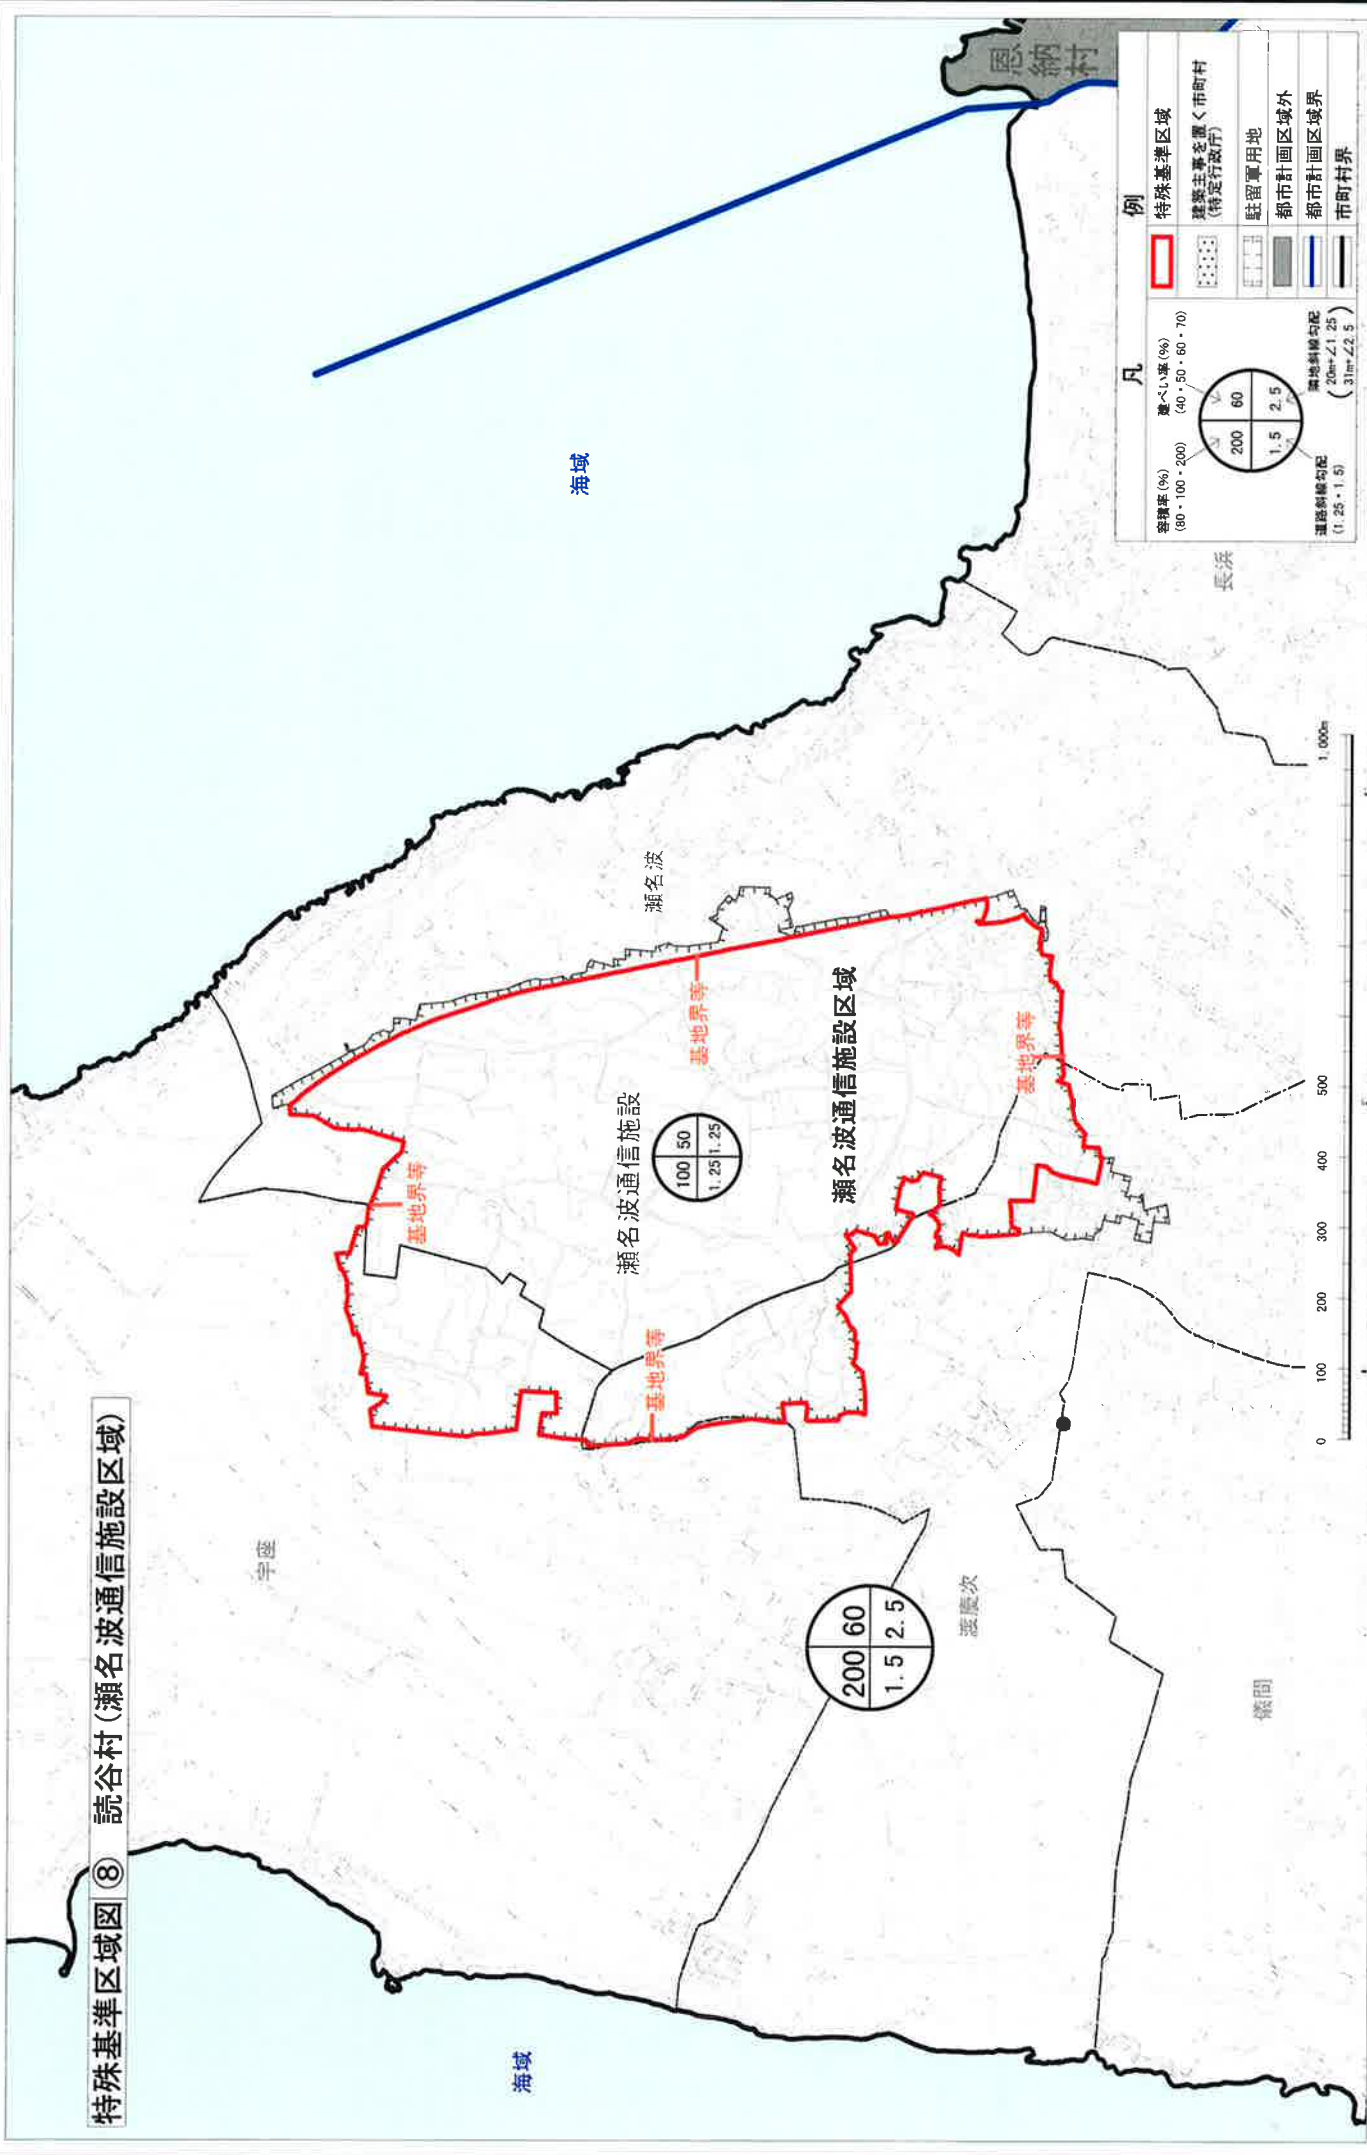 特殊基準区域図 ⑧ 読谷村(瀬名波通信施設区域)
海域
海域
恩
納
村
宇座
瀬名波
長浜
渡慶次
儀間
基地界等
基地界等
基地界等
基地界等
瀬名波通信施設
100 50
1.25 1.25
瀬名波通信施設区域
200 60
1.5 2.5
0 100 200 300 400 500 1,000m
凡 例
容積率(%)
(80・100・200)
建ぺい率(%)
(40・50・60・70)
200 60
1.5 2.5
道路斜線勾配
(1.25・1.5)
隣地斜線勾配
(20m+∠1.25
31m+∠2.5)
特殊基準区域
建築主事を置く市町村
(特定行政庁)
駐留軍用地
都市計画区域外
都市計画区域界
市町村界